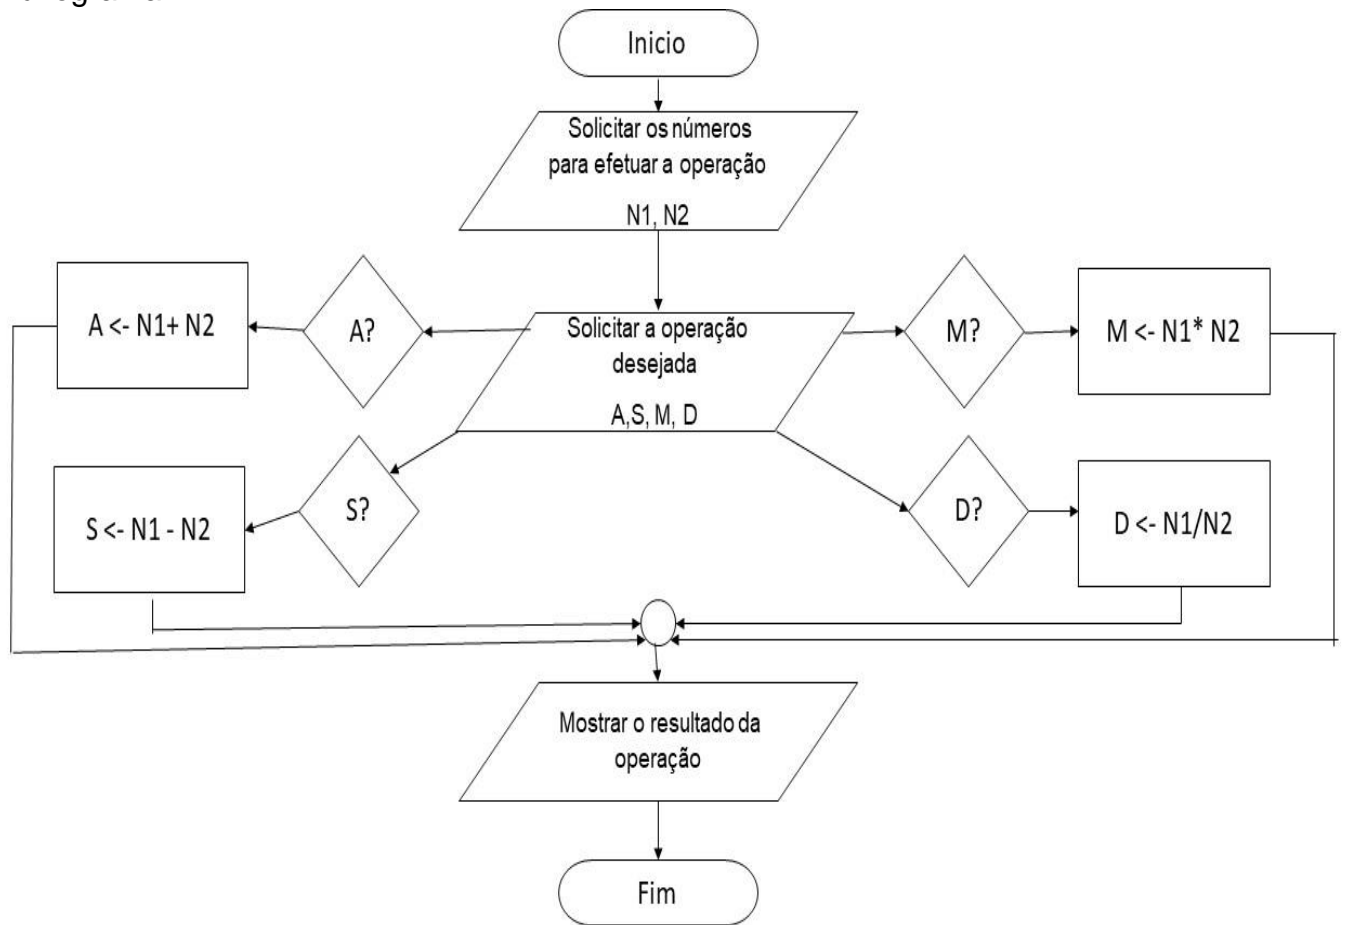 Inicio
Solicitar os números
para efetuar a operação
N1, N2
A <- N1+ N2
A?
Solicitar a operação
desejada
A,S, M, D
M?
M <- N1* N2
S <- N1 - N2
S?
D?
D <- N1/N2
Mostrar o resultado da
operação
Fim